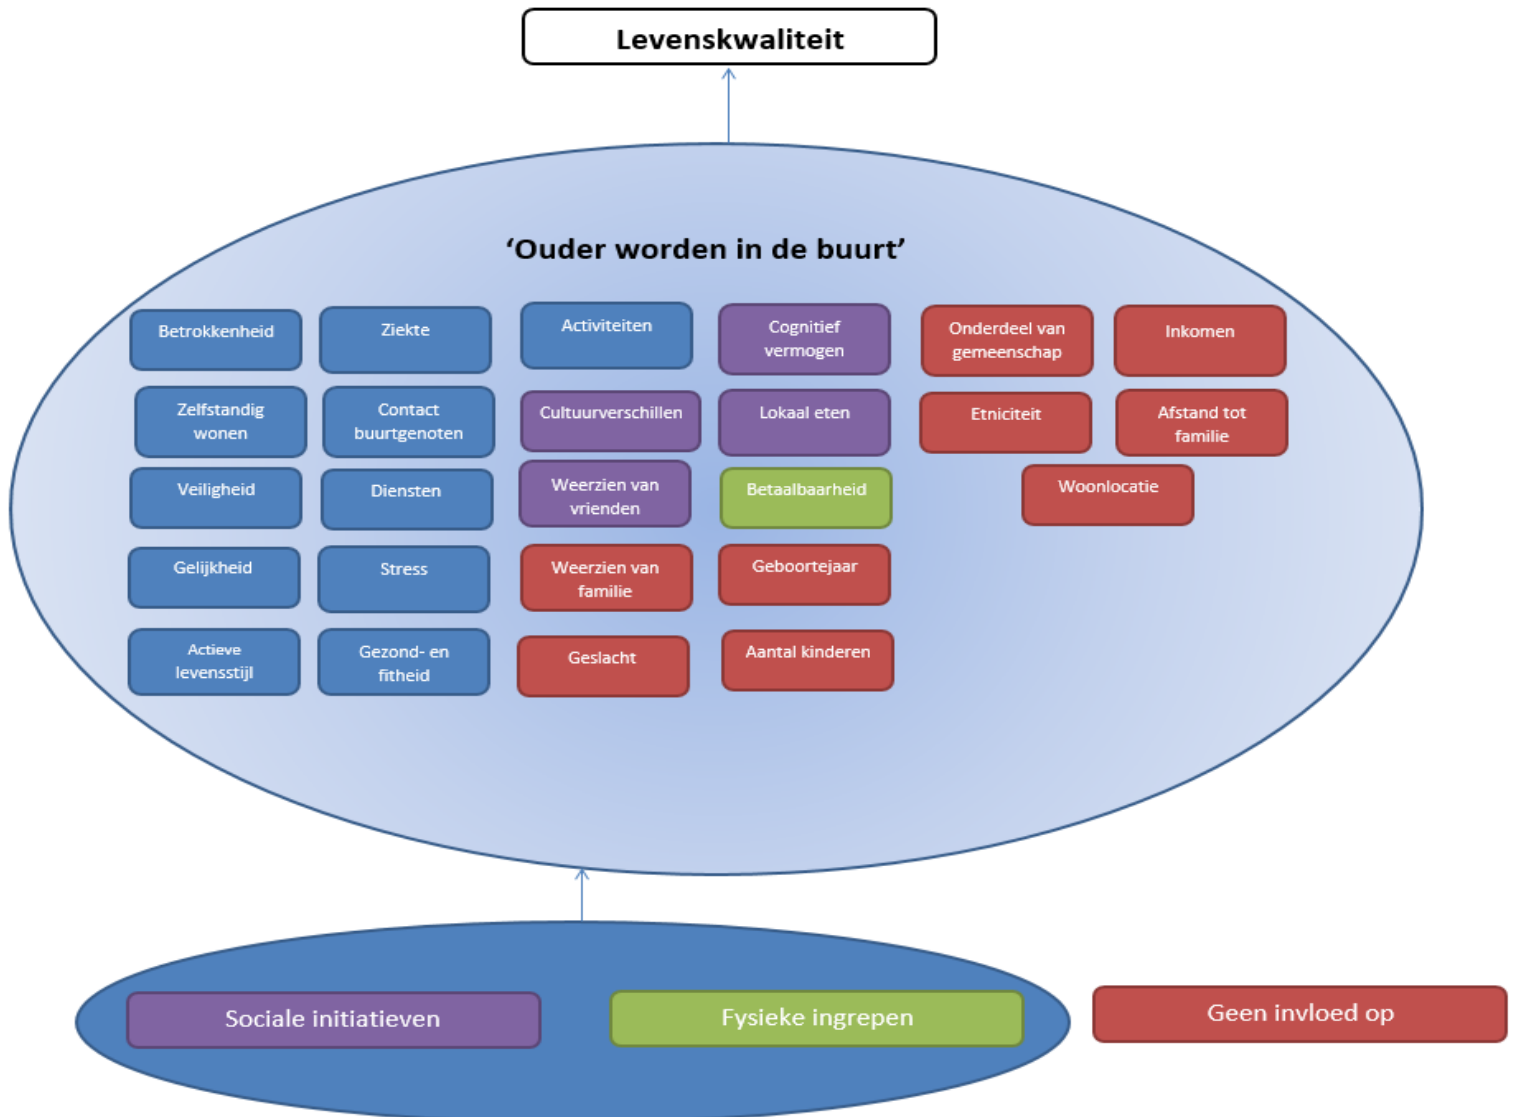 Levenskwaliteit
‘Ouder worden in de buurt’
Betrokkenheid
Ziekte
Activiteiten
Cognitief
vermogen
Onderdeel van
gemeenschap
Inkomen
Zelfstandig
wonen
Contact
buurtgenoten
Cultuurverschillen
Lokaal eten
Etniciteit
Afstand tot
familie
Veiligheid
Diensten
Weerzien van
vrienden
Betaalbaarheid
Woonlocatie
Gelijkheid
Stress
Weerzien van
familie
Geboortejaar
Actieve
levensstijl
Gezond- en
fitheid
Geslacht
Aantal kinderen
Sociale initiatieven
Fysieke ingrepen
Geen invloed op